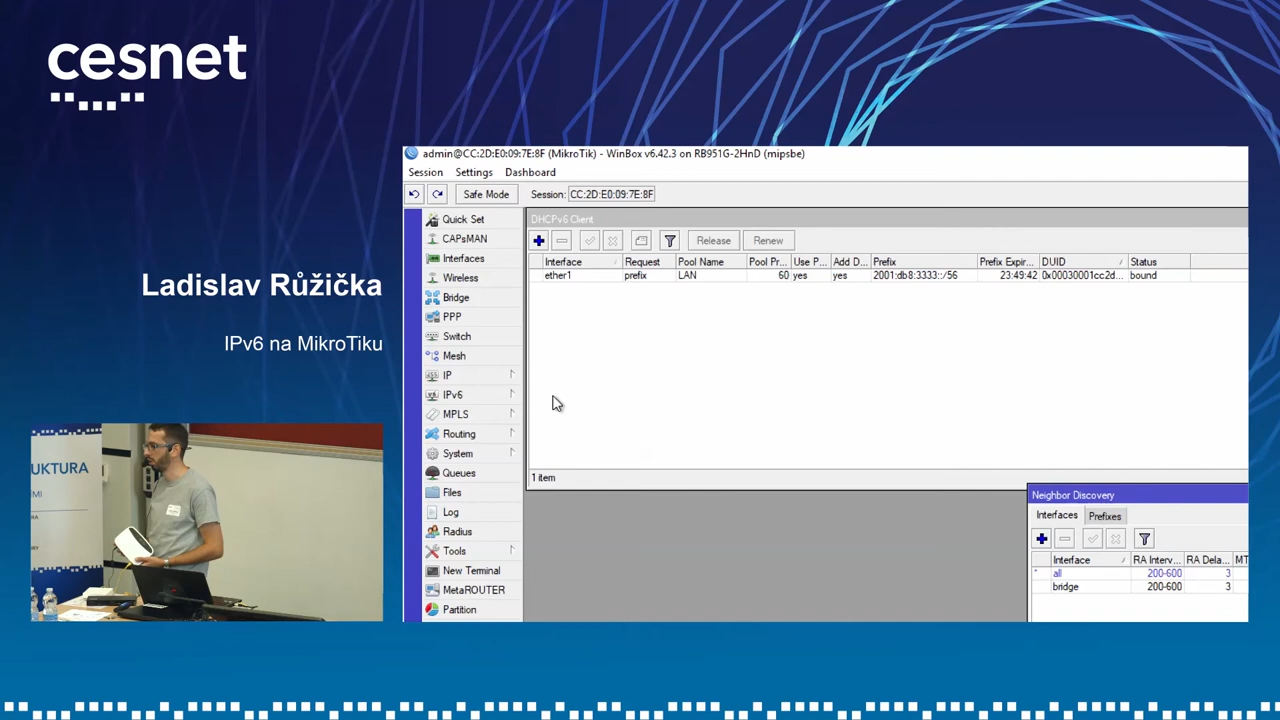 cesnet
Ladislav Růžička
IPv6 na MikroTiku
UKTURA
admin@CC:2D:E0:09:7E:8F (MikroTik) - WinBox v6.42.3 on RB951G-2HnD (mipsbe)
Session Settings Dashboard
Safe Mode Session: CC:2D:E0:09:7E:8F
Quick Set
CAPsMAN
Interfaces
Wireless
Bridge
PPP
Switch
Mesh
IP
IPv6
MPLS
Routing
System
Queues
Files
Log
Radius
Tools
New Terminal
MetaROUTER
Partition
DHCPv6 Client
Release Renew
Interface Request Pool Name Pool Pr... Use P... Add D... Prefix Prefix Expir... DUID Status
ether1 prefix LAN 60 yes yes 2001:db8:3333::/56 23:49:42 0x00030001cc2d... bound
1 item
Neighbor Discovery
Interfaces Prefixes
Interface RA Interv... RA Dela... MT
* all 200-600 3
bridge 200-600 3